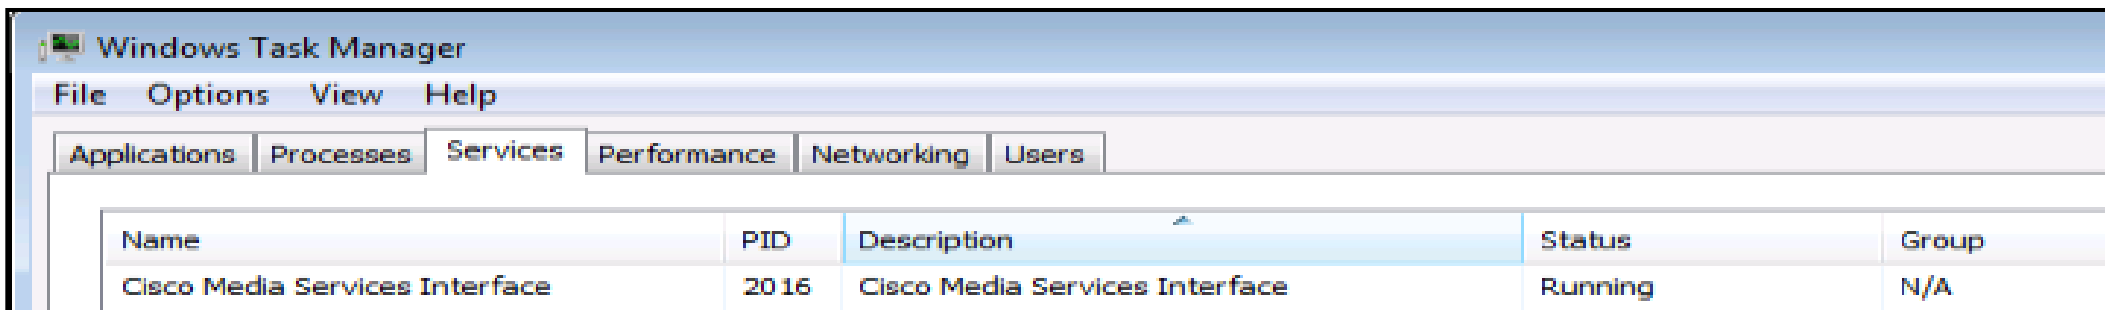 Windows Task Manager
File Options View Help
Applications Processes Services Performance Networking Users
Name PID Description Status Group
Cisco Media Services Interface 2016 Cisco Media Services Interface Running N/A